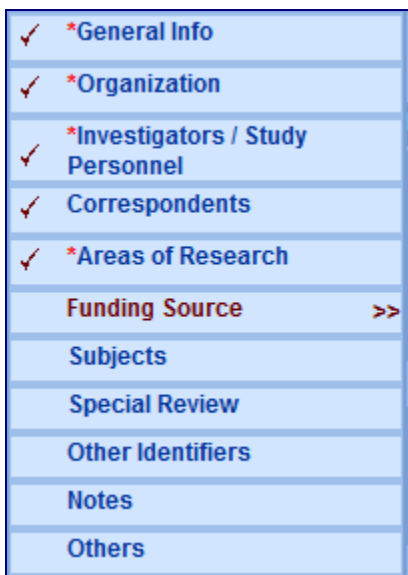 ✓ *General Info
✓ *Organization
✓ *Investigators / Study
Personnel
✓ Correspondents
✓ *Areas of Research
Funding Source >>
Subjects
Special Review
Other Identifiers
Notes
Others